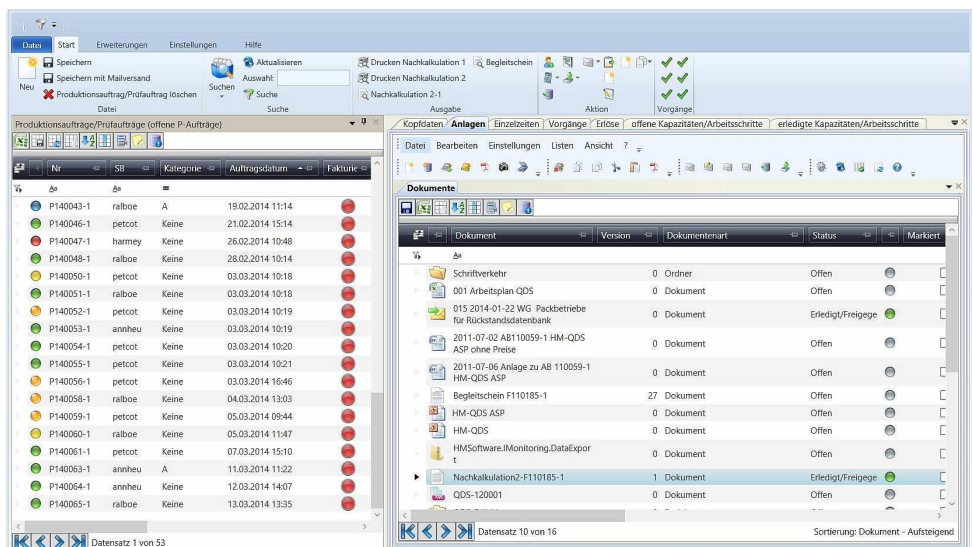 Datei Start Erweiterungen Einstellungen Hilfe
Neu
Speichern
Speichern mit Mailversand
Produktionsauftrag/Prüfauftrag löschen
Datei
Suchen
Aktualisieren
Auswahl:
Suche
Suche
Drucken Nachkalkulation 1 Begleitschein
Drucken Nachkalkulation 2
Nachkalkulation 2-1
Ausgabe
Aktion
Vorgänge
Produktionsaufträge/Prüfaufträge (offene P-Aufträge)
Nr SB Kategorie Auftragsdatum Fakturie
P140043-1 ralboe A 19.02.2014 11:14
P140046-1 petcot Keine 21.02.2014 15:14
P140047-1 harmey Keine 26.02.2014 10:48
P140048-1 ralboe Keine 28.02.2014 10:14
P140050-1 petcot Keine 03.03.2014 10:18
P140051-1 ralboe Keine 03.03.2014 10:18
P140052-1 petcot Keine 03.03.2014 10:19
P140053-1 annheu Keine 03.03.2014 10:19
P140054-1 petcot Keine 03.03.2014 10:20
P140055-1 petcot Keine 03.03.2014 10:21
P140056-1 petcot Keine 03.03.2014 16:46
P140058-1 ralboe Keine 04.03.2014 13:03
P140059-1 petcot Keine 05.03.2014 09:44
P140060-1 ralboe Keine 05.03.2014 11:47
P140061-1 petcot Keine 07.03.2014 15:10
P140063-1 annheu A 11.03.2014 11:22
P140064-1 annheu Keine 12.03.2014 14:07
P140065-1 ralboe Keine 13.03.2014 13:35
Datensatz 1 von 53
Kopfdaten Anlagen Einzelzeiten Vorgänge Erlöse offene Kapazitäten/Arbeitsschritte erledigte Kapazitäten/Arbeitsschritte
Datei Bearbeiten Einstellungen Listen Ansicht ?
Dokumente
Dokument Version Dokumentenart Status Markiert
Schriftverkehr 0 Ordner Offen
001 Arbeitsplan QDS 0 Dokument Offen
015 2014-01-22 WG Packbetriebe
für Rückstandsdatenbank 0 Dokument Erledigt/Freigege
2011-07-02 AB110059-1 HM-QDS
ASP ohne Preise 0 Dokument Offen
2011-07-06 Anlage zu AB 110059-1
HM-QDS ASP 0 Dokument Offen
Begleitschein F110185-1 27 Dokument Offen
HM-QDS ASP 0 Dokument Offen
HM-QDS 0 Dokument Offen
HMSoftware.IMonitoring.DataExpor
t 0 Dokument Offen
Nachkalkulation2-F110185-1 1 Dokument Erledigt/Freigege
QDS-120001 0 Dokument Offen
Datensatz 10 von 16 Sortierung: Dokument - Aufsteigend